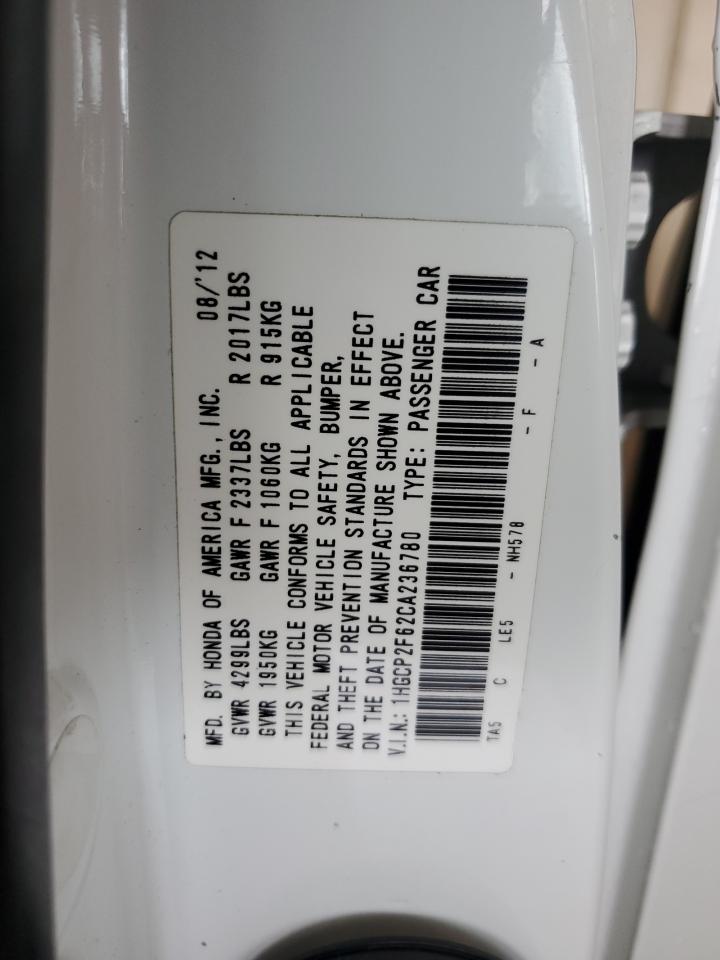 MFD. BY HONDA OF AMERICA MFG., INC. 08/'12
GVWR 4299LBS GAWR F 2337LBS R 2017LBS
GVWR 1950KG GAWR F 1060KG R 915KG
THIS VEHICLE CONFORMS TO ALL APPLICABLE
FEDERAL MOTOR VEHICLE SAFETY, BUMPER,
AND THEFT PREVENTION STANDARDS IN EFFECT
ON THE DATE OF MANUFACTURE SHOWN ABOVE.
V.I.N.: 1HGCP2F62CA236780 TYPE: PASSENGER CAR
TA5 C LE5 - NH578 - F - A